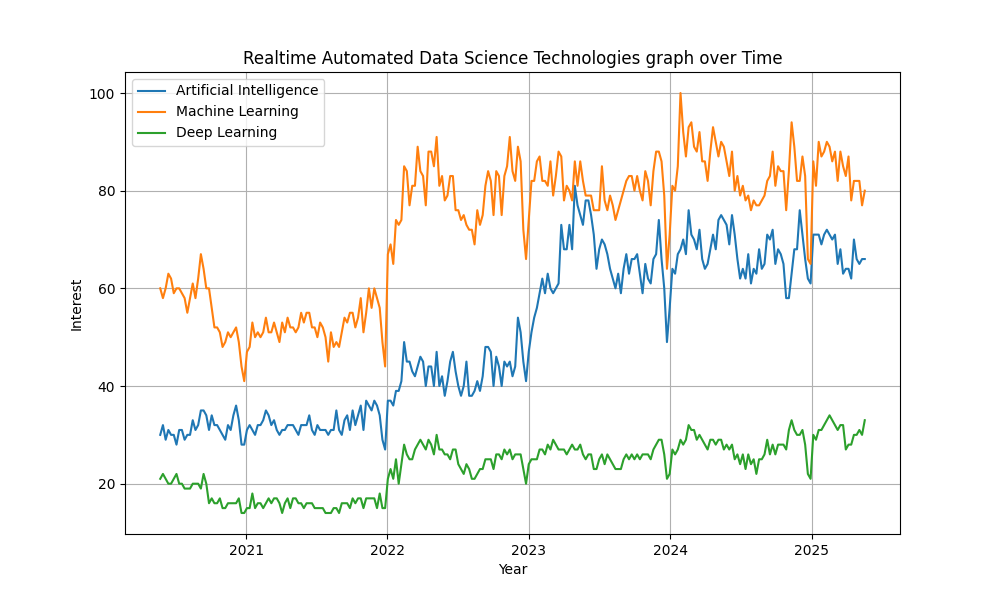 Realtime Automated Data Science Technologies graph over Time
Artificial Intelligence
Machine Learning
Deep Learning
Interest
100
80
60
40
20
2021
2022
2023
2024
2025
Year